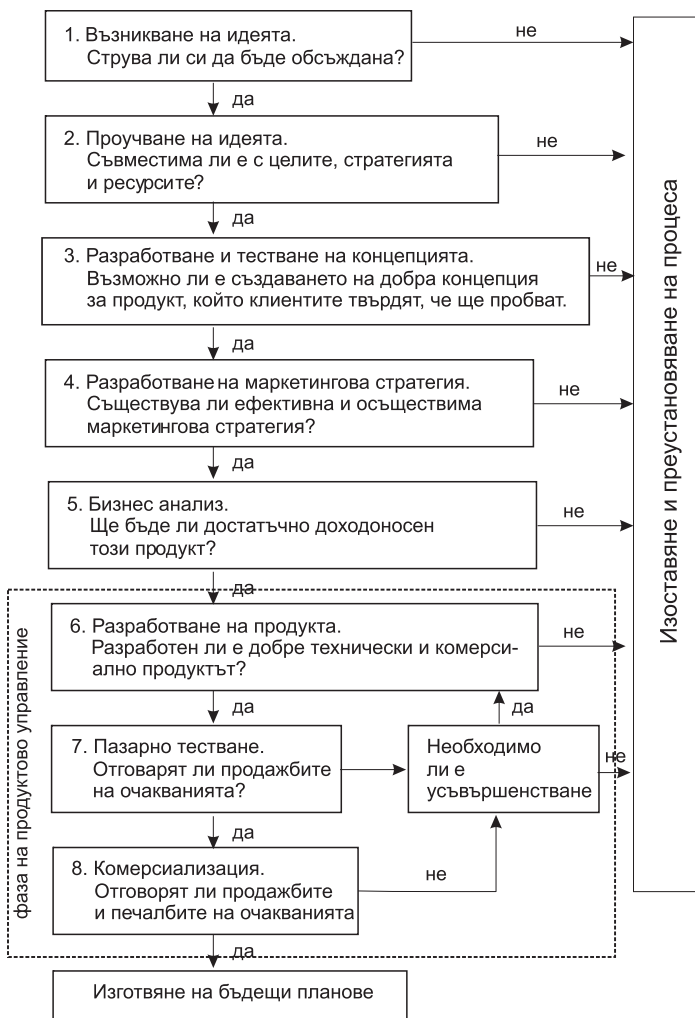 1. Възникване на идеята.
Струва ли си да бъде обсъждана?
не
да
2. Проучване на идеята.
Съвместима ли е с целите, стратегията
и ресурсите?
не
да
3. Разработване и тестване на концепцията.
Възможно ли е създаването на добра концепция
за продукт, който клиентите твърдят, че ще пробват.
не
да
4. Разработване на маркетингова стратегия.
Съществува ли ефективна и осъществима
маркетингова стратегия?
не
да
5. Бизнес анализ.
Ще бъде ли достатъчно доходоносен
този продукт?
не
да
6. Разработване на продукта.
Разработен ли е добре технически и комерси-
ално продуктът?
не
да
да
7. Пазарно тестване.
Отговарят ли продажбите
на очакванията?
Необходимо
ли е
усъвършенстване
не
да
8. Комерсиализация.
Отговорят ли продажбите
и печалбите на очакванията
не
да
Изготвяне на бъдещи планове
фаза на продуктово управление
Изоставяне и преустановяване на процеса